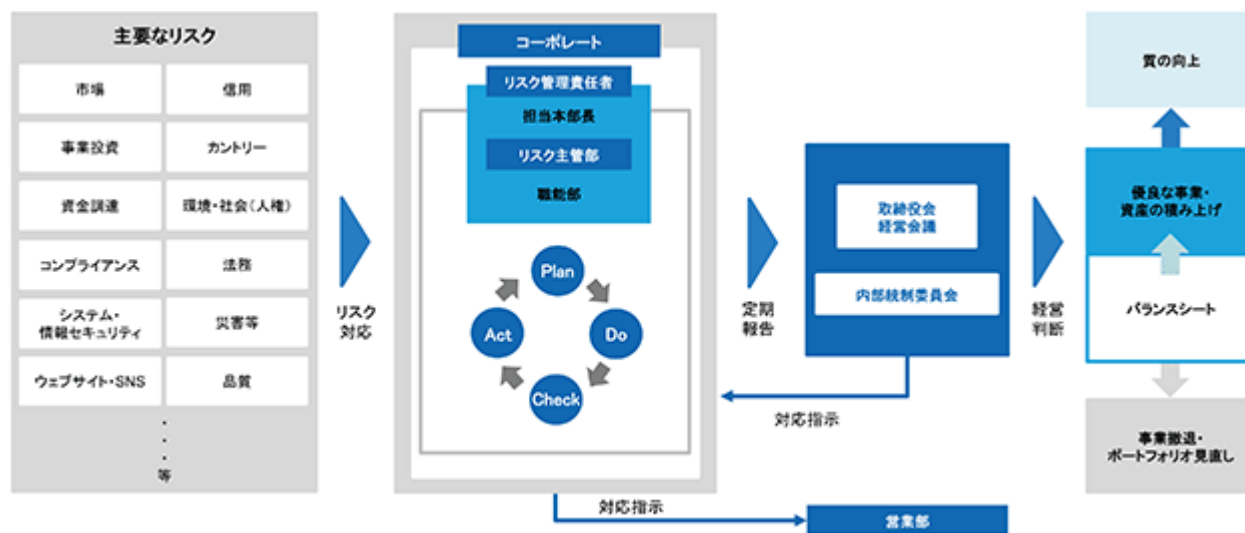 主要なリスク
市場
信用
事業投資
カントリー
資金調達
環境・社会(人権)
コンプライアンス
法務
システム・
情報セキュリティ
災害等
ウェブサイト・SNS
品質
・
・
・
等
リスク
対応
コーポレート
リスク管理責任者
担当本部長
リスク主管部
職能部
Plan
Do
Check
Act
定期
報告
取締役会
経営会議
内部統制委員会
対応指示
対応指示
営業部
経営
判断
質の向上
優良な事業・
資産の積み上げ
バランスシート
事業撤退・
ポートフォリオ見直し